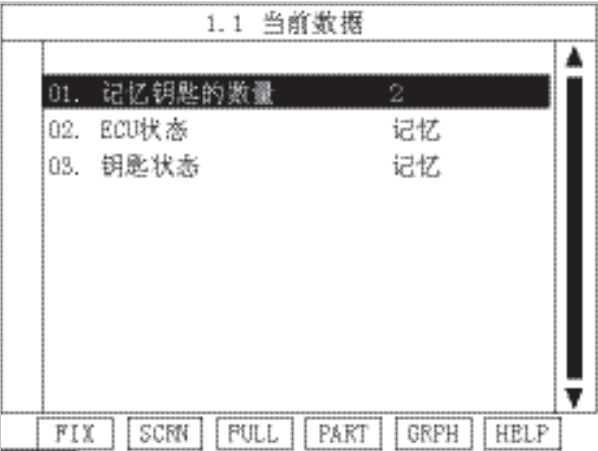 1.1 当前数据
01. 记忆钥匙的数量 2
02. ECU状态 记忆
03. 钥匙状态 记忆
FIX SCRN FULL PART GRPH HELP